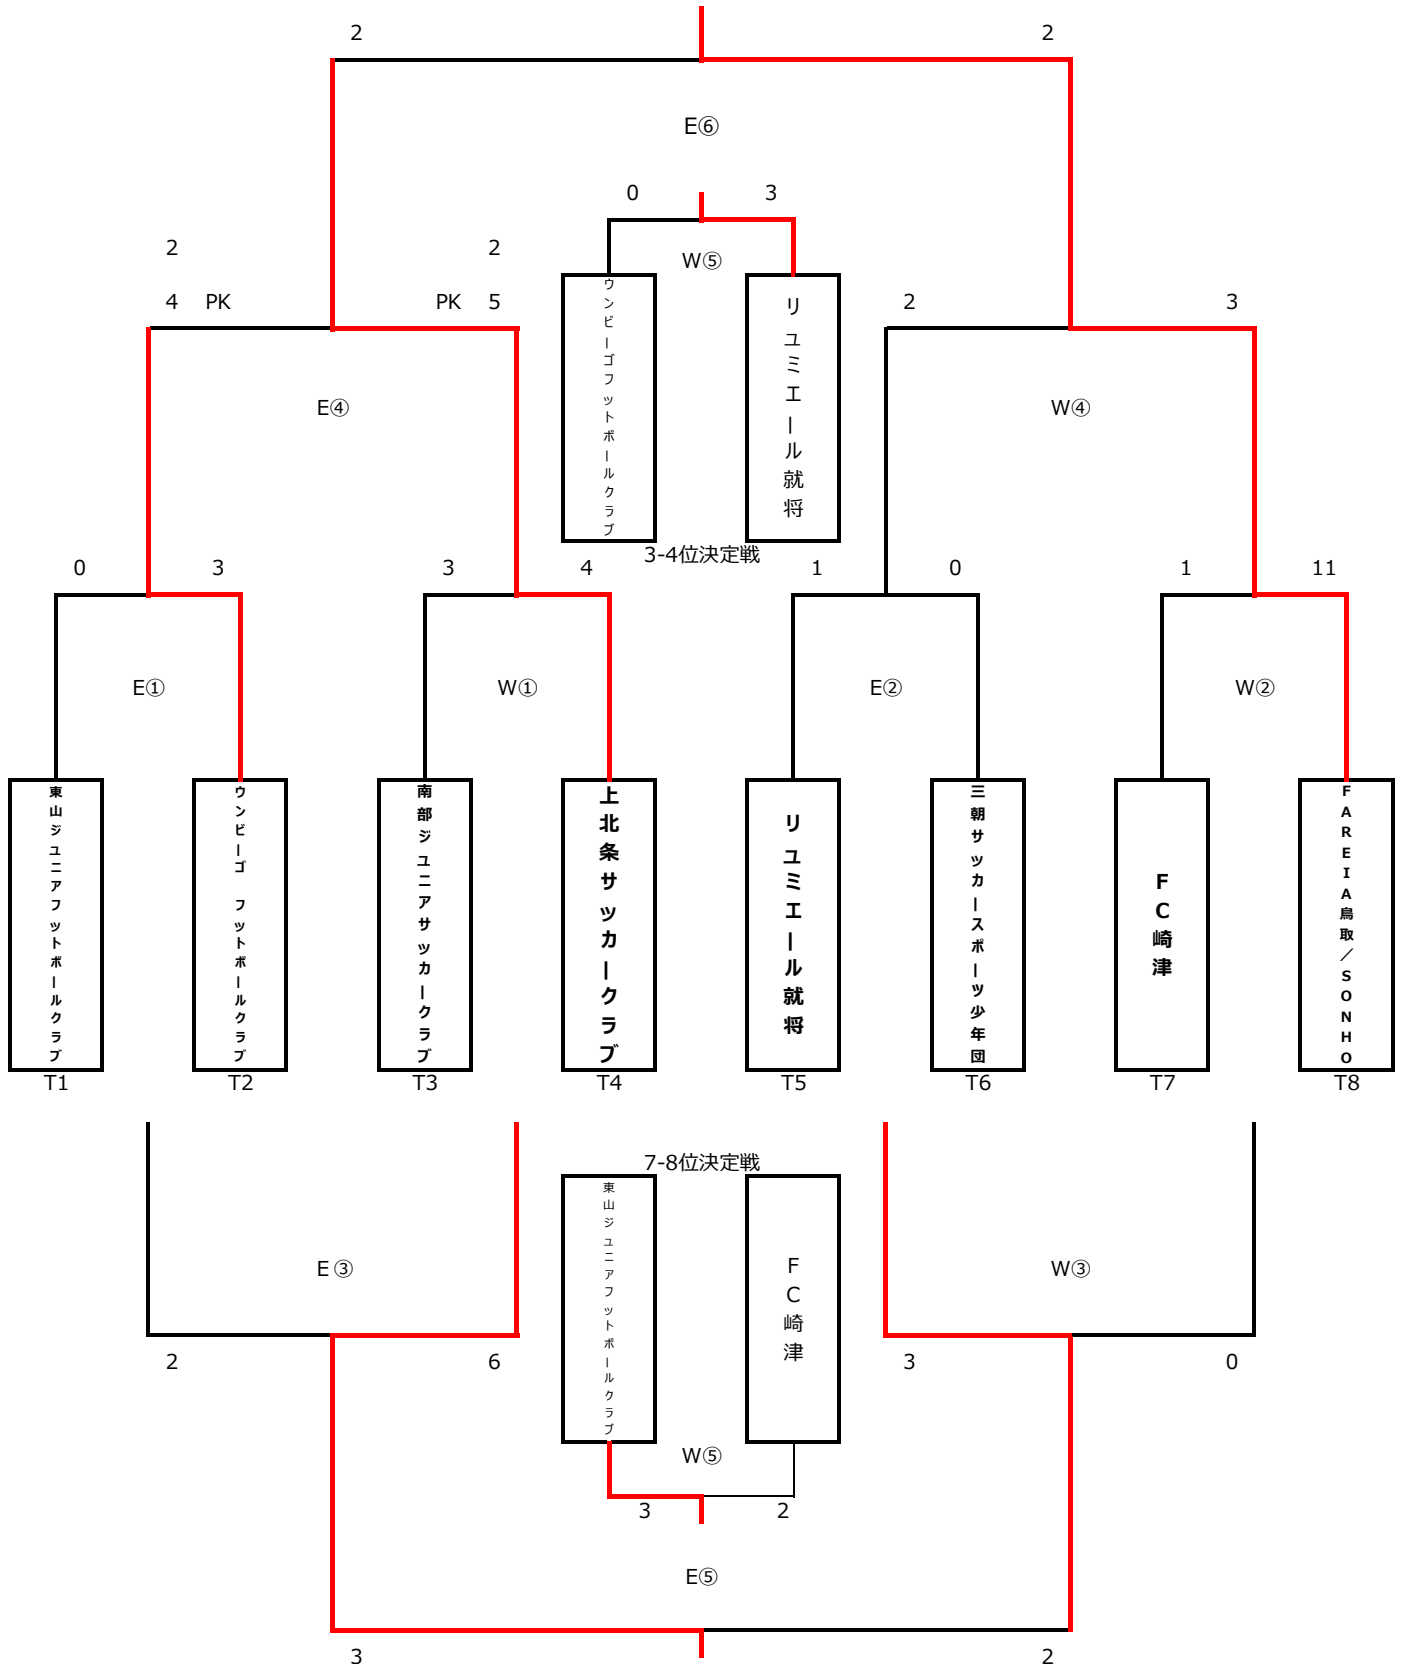 2
2
E⑥
0
3
W⑤
2
2
4 PK
PK 5
2
3
ウンビーゴフットボールクラブ
リュミエール就将
E④
W④
3-4位決定戦
0
3
3
4
1
0
1
11
E①
W①
E②
W②
東山ジュニアフットボールクラブ
ウンビーゴ フットボールクラブ
南部ジュニアサッカークラブ
上北条サッカークラブ
リュミエール就将
三朝サッカースポーツ少年団
FC崎津
FAREIA鳥取/SONHO
T1
T2
T3
T4
T5
T6
T7
T8
7-8位決定戦
東山ジュニアフットボールクラブ
FC崎津
E③
W③
2
6
3
0
W⑤
3
2
E⑤
3
2